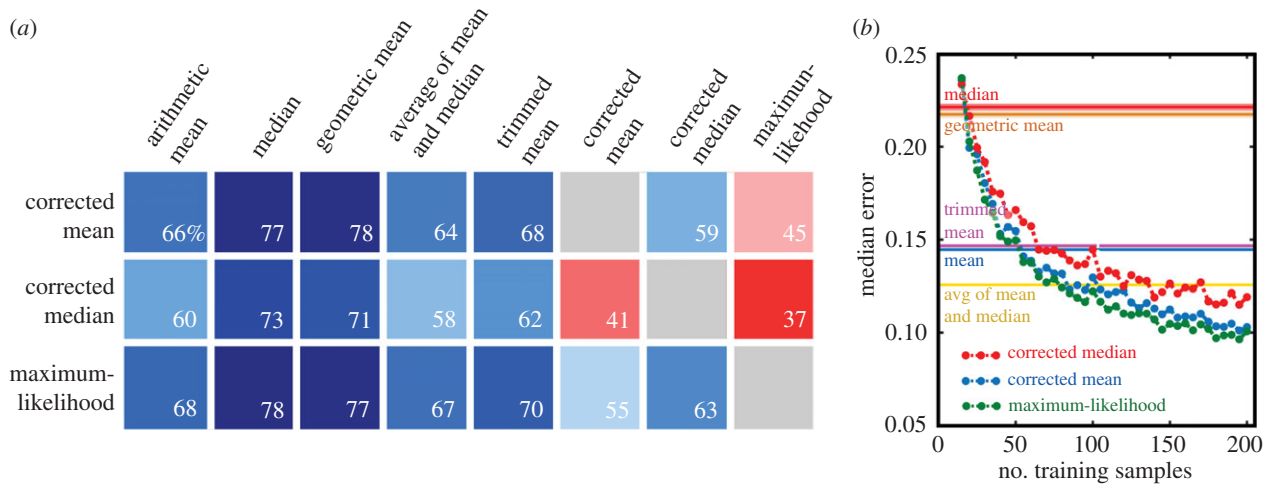 (a)
arithmetic
mean
median
geometric mean
average of mean
and median
trimmed
mean
corrected
mean
corrected
median
maximun-
likehood
corrected
mean
66%
77
78
64
68
59
45
corrected
median
60
73
71
58
62
41
37
maximum-
likelihood
68
78
77
67
70
55
63
(b)
0.25
0.20
0.15
0.10
0.05
median error
median
geometric mean
trimmed
mean
mean
avg of mean
and median
corrected median
corrected mean
maximum-likelihood
0
50
100
150
200
no. training samples